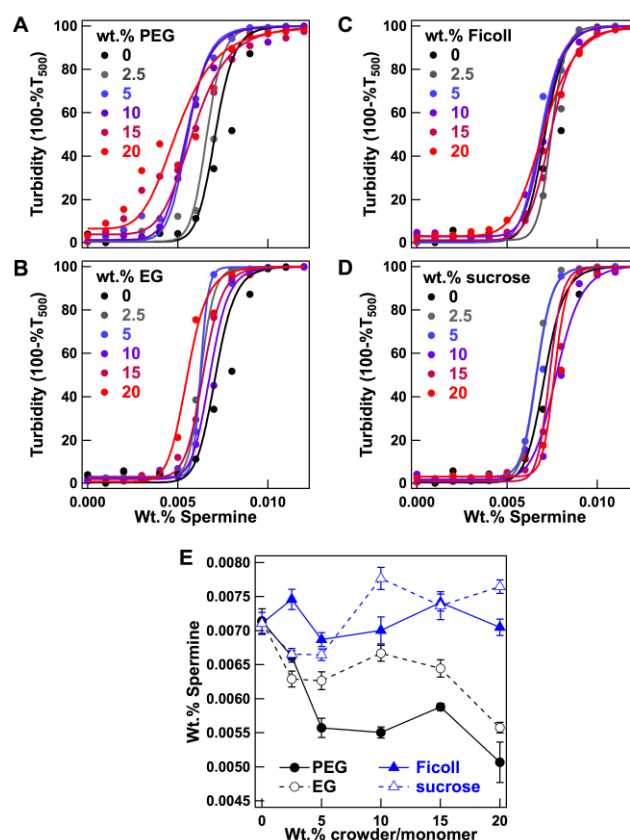 A
wt.% PEG
0
2.5
5
10
15
20
Turbidity (100-%T500)
100
80
60
40
20
0
C
wt.% Ficoll
0
2.5
5
10
15
20
Turbidity (100-%T500)
100
80
60
40
20
0
B
wt.% EG
0
2.5
5
10
15
20
Turbidity (100-%T500)
100
80
60
40
20
0
0.000 0.005 0.010
Wt.% Spermine
D
wt.% sucrose
0
2.5
5
10
15
20
Turbidity (100-%T500)
100
80
60
40
20
0
0.000 0.005 0.010
Wt.% Spermine
E
Wt.% Spermine
0.0080
0.0075
0.0070
0.0065
0.0060
0.0055
0.0050
0.0045
PEG Ficoll
EG sucrose
0 5 10 15 20
Wt.% crowder/monomer